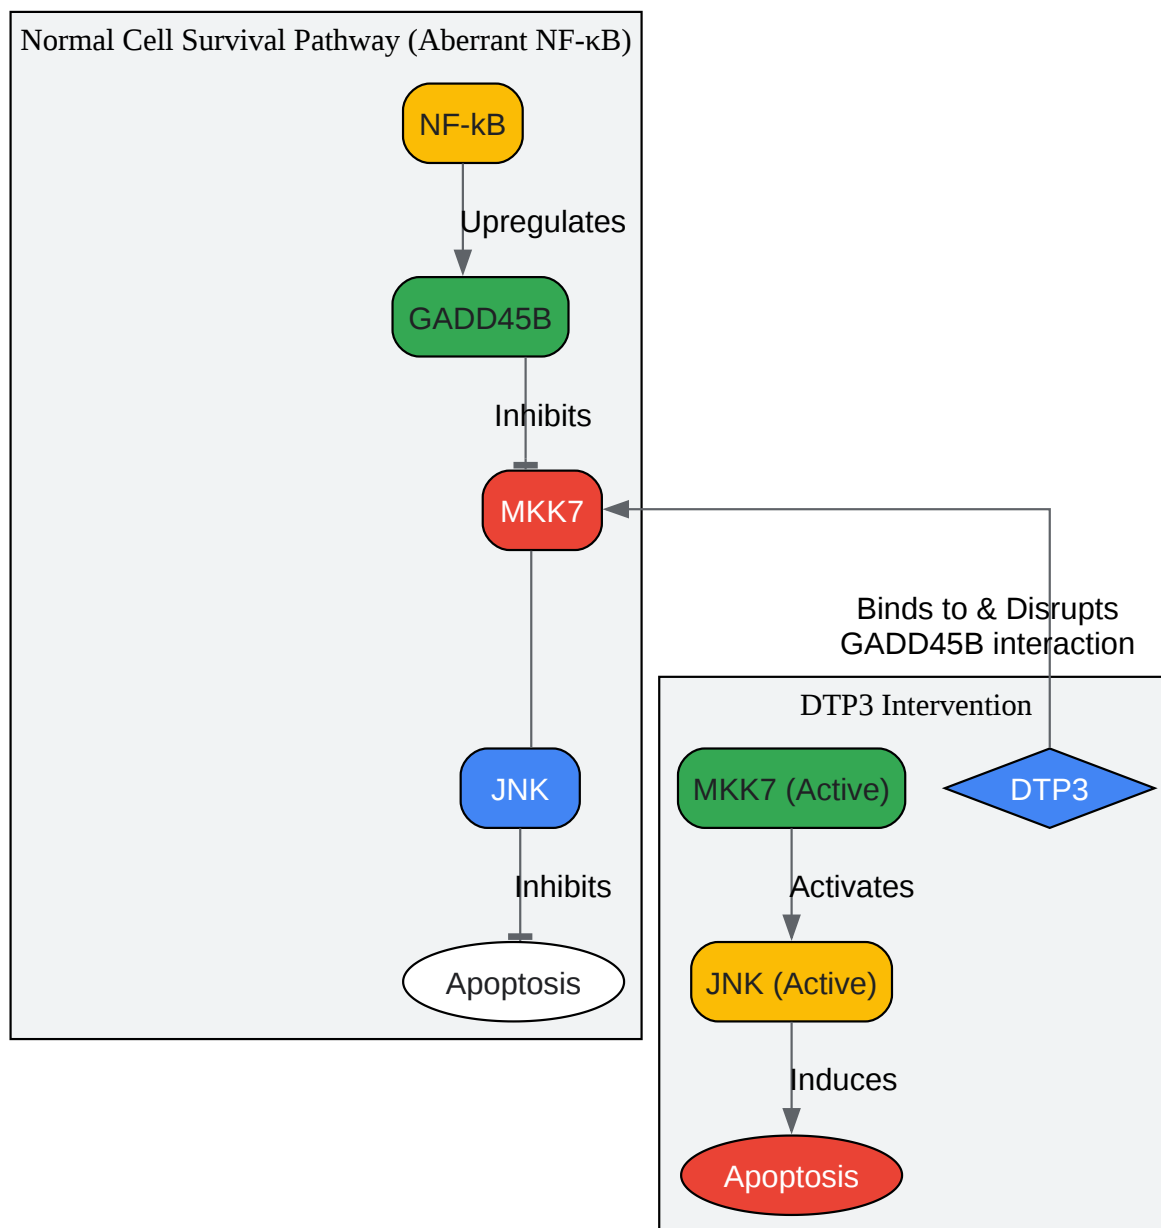 Normal Cell Survival Pathway (Aberrant NF-κB)
NF-kB
Upregulates
GADD45B
Inhibits
MKK7
JNK
Inhibits
Apoptosis
Binds to & Disrupts
GADD45B interaction
DTP3 Intervention
MKK7 (Active)
DTP3
Activates
JNK (Active)
Induces
Apoptosis